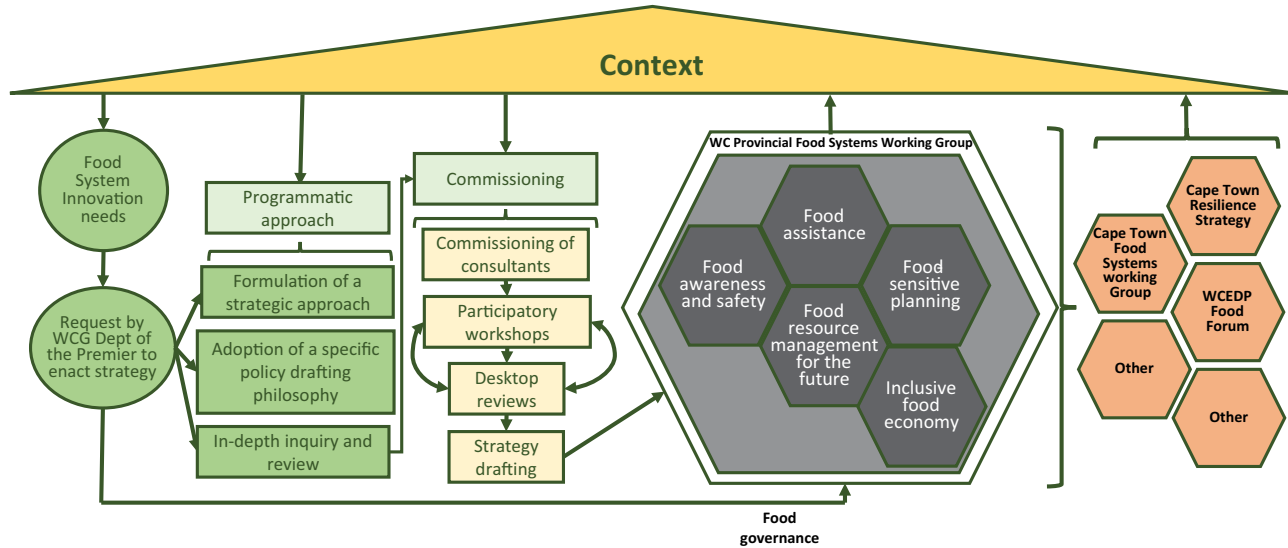 Context
Food
System
Innovation
needs
Request by
WCG Dept of
the Premier to
enact strategy
Programmatic
approach
Formulation of a
strategic approach
Adoption of a specific
policy drafting
philosophy
In-depth inquiry and
review
Commissioning
Commissioning of
consultants
Participatory
workshops
Desktop
reviews
Strategy
drafting
WC Provincial Food Systems Working Group
Food
assistance
Food
awareness
and safety
Food
sensitive
planning
Food
resource
management
for the
future
Inclusive
food
economy
Food
governance
Cape Town
Resilience
Strategy
Cape Town
Food
Systems
working
Group
WCEDP
Food
Forum
Other
Other